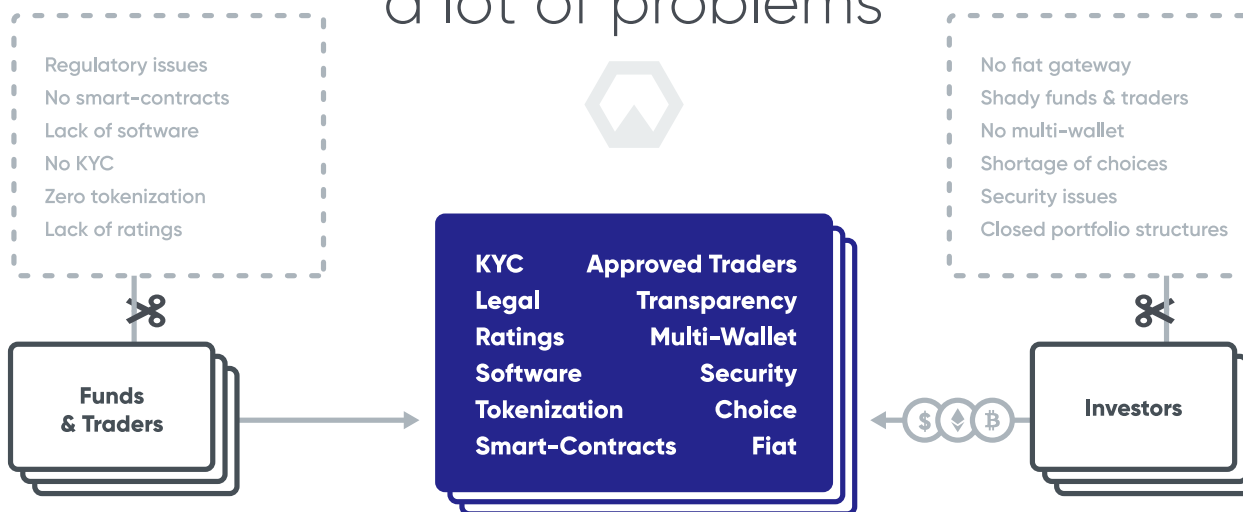 a lot of problems
Regulatory issues
No smart-contracts
Lack of software
No KYC
Zero tokenization
Lack of ratings
No fiat gateway
Shady funds & traders
No multi-wallet
Shortage of choices
Security issues
Closed portfolio structures
KYC Approved Traders
Legal Transparency
Ratings Multi-Wallet
Software Security
Tokenization Choice
Smart-Contracts Fiat
Funds
& Traders
$
Investors